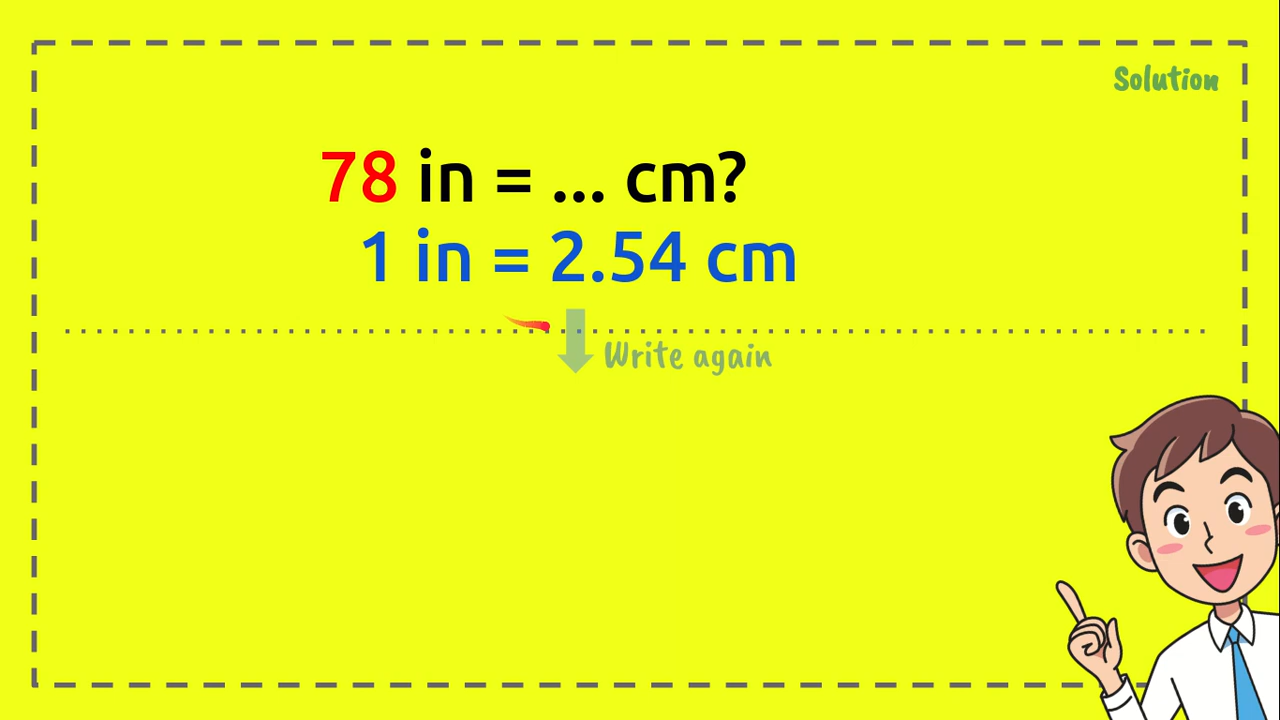 Solution
78 in = ... cm?
1 in = 2.54 cm
Write again